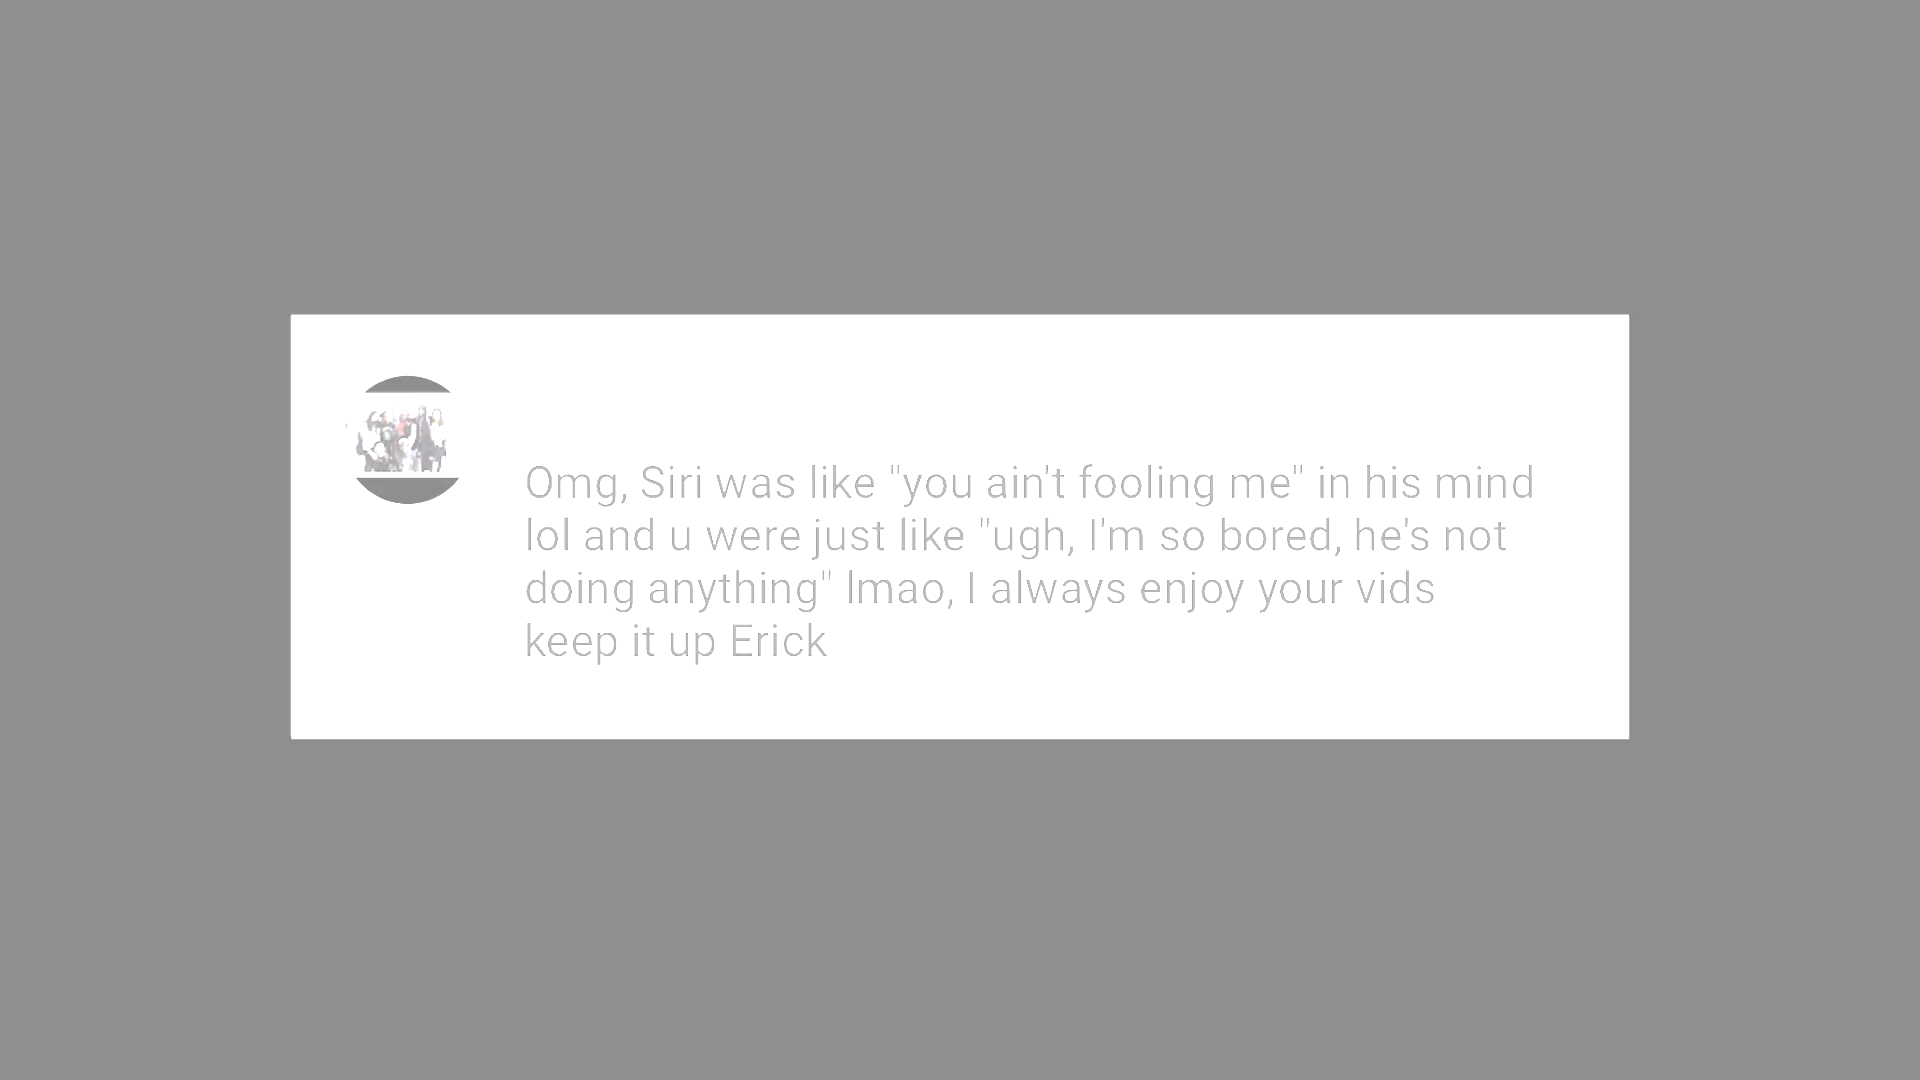 Omg, Siri was like "you ain't fooling me" in his mind
lol and u were just like "ugh, I'm so bored, he's not
doing anything" lmao, I always enjoy your vids
keep it up Erick